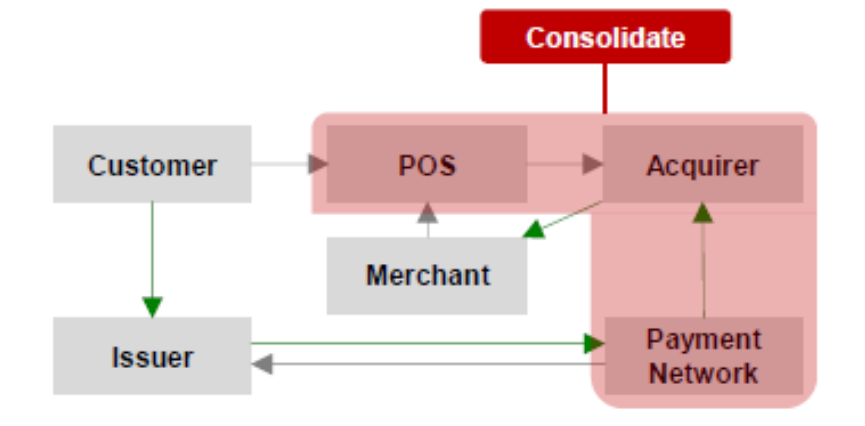 Consolidate
Customer
POS
Acquirer
Merchant
Issuer
Payment
Network